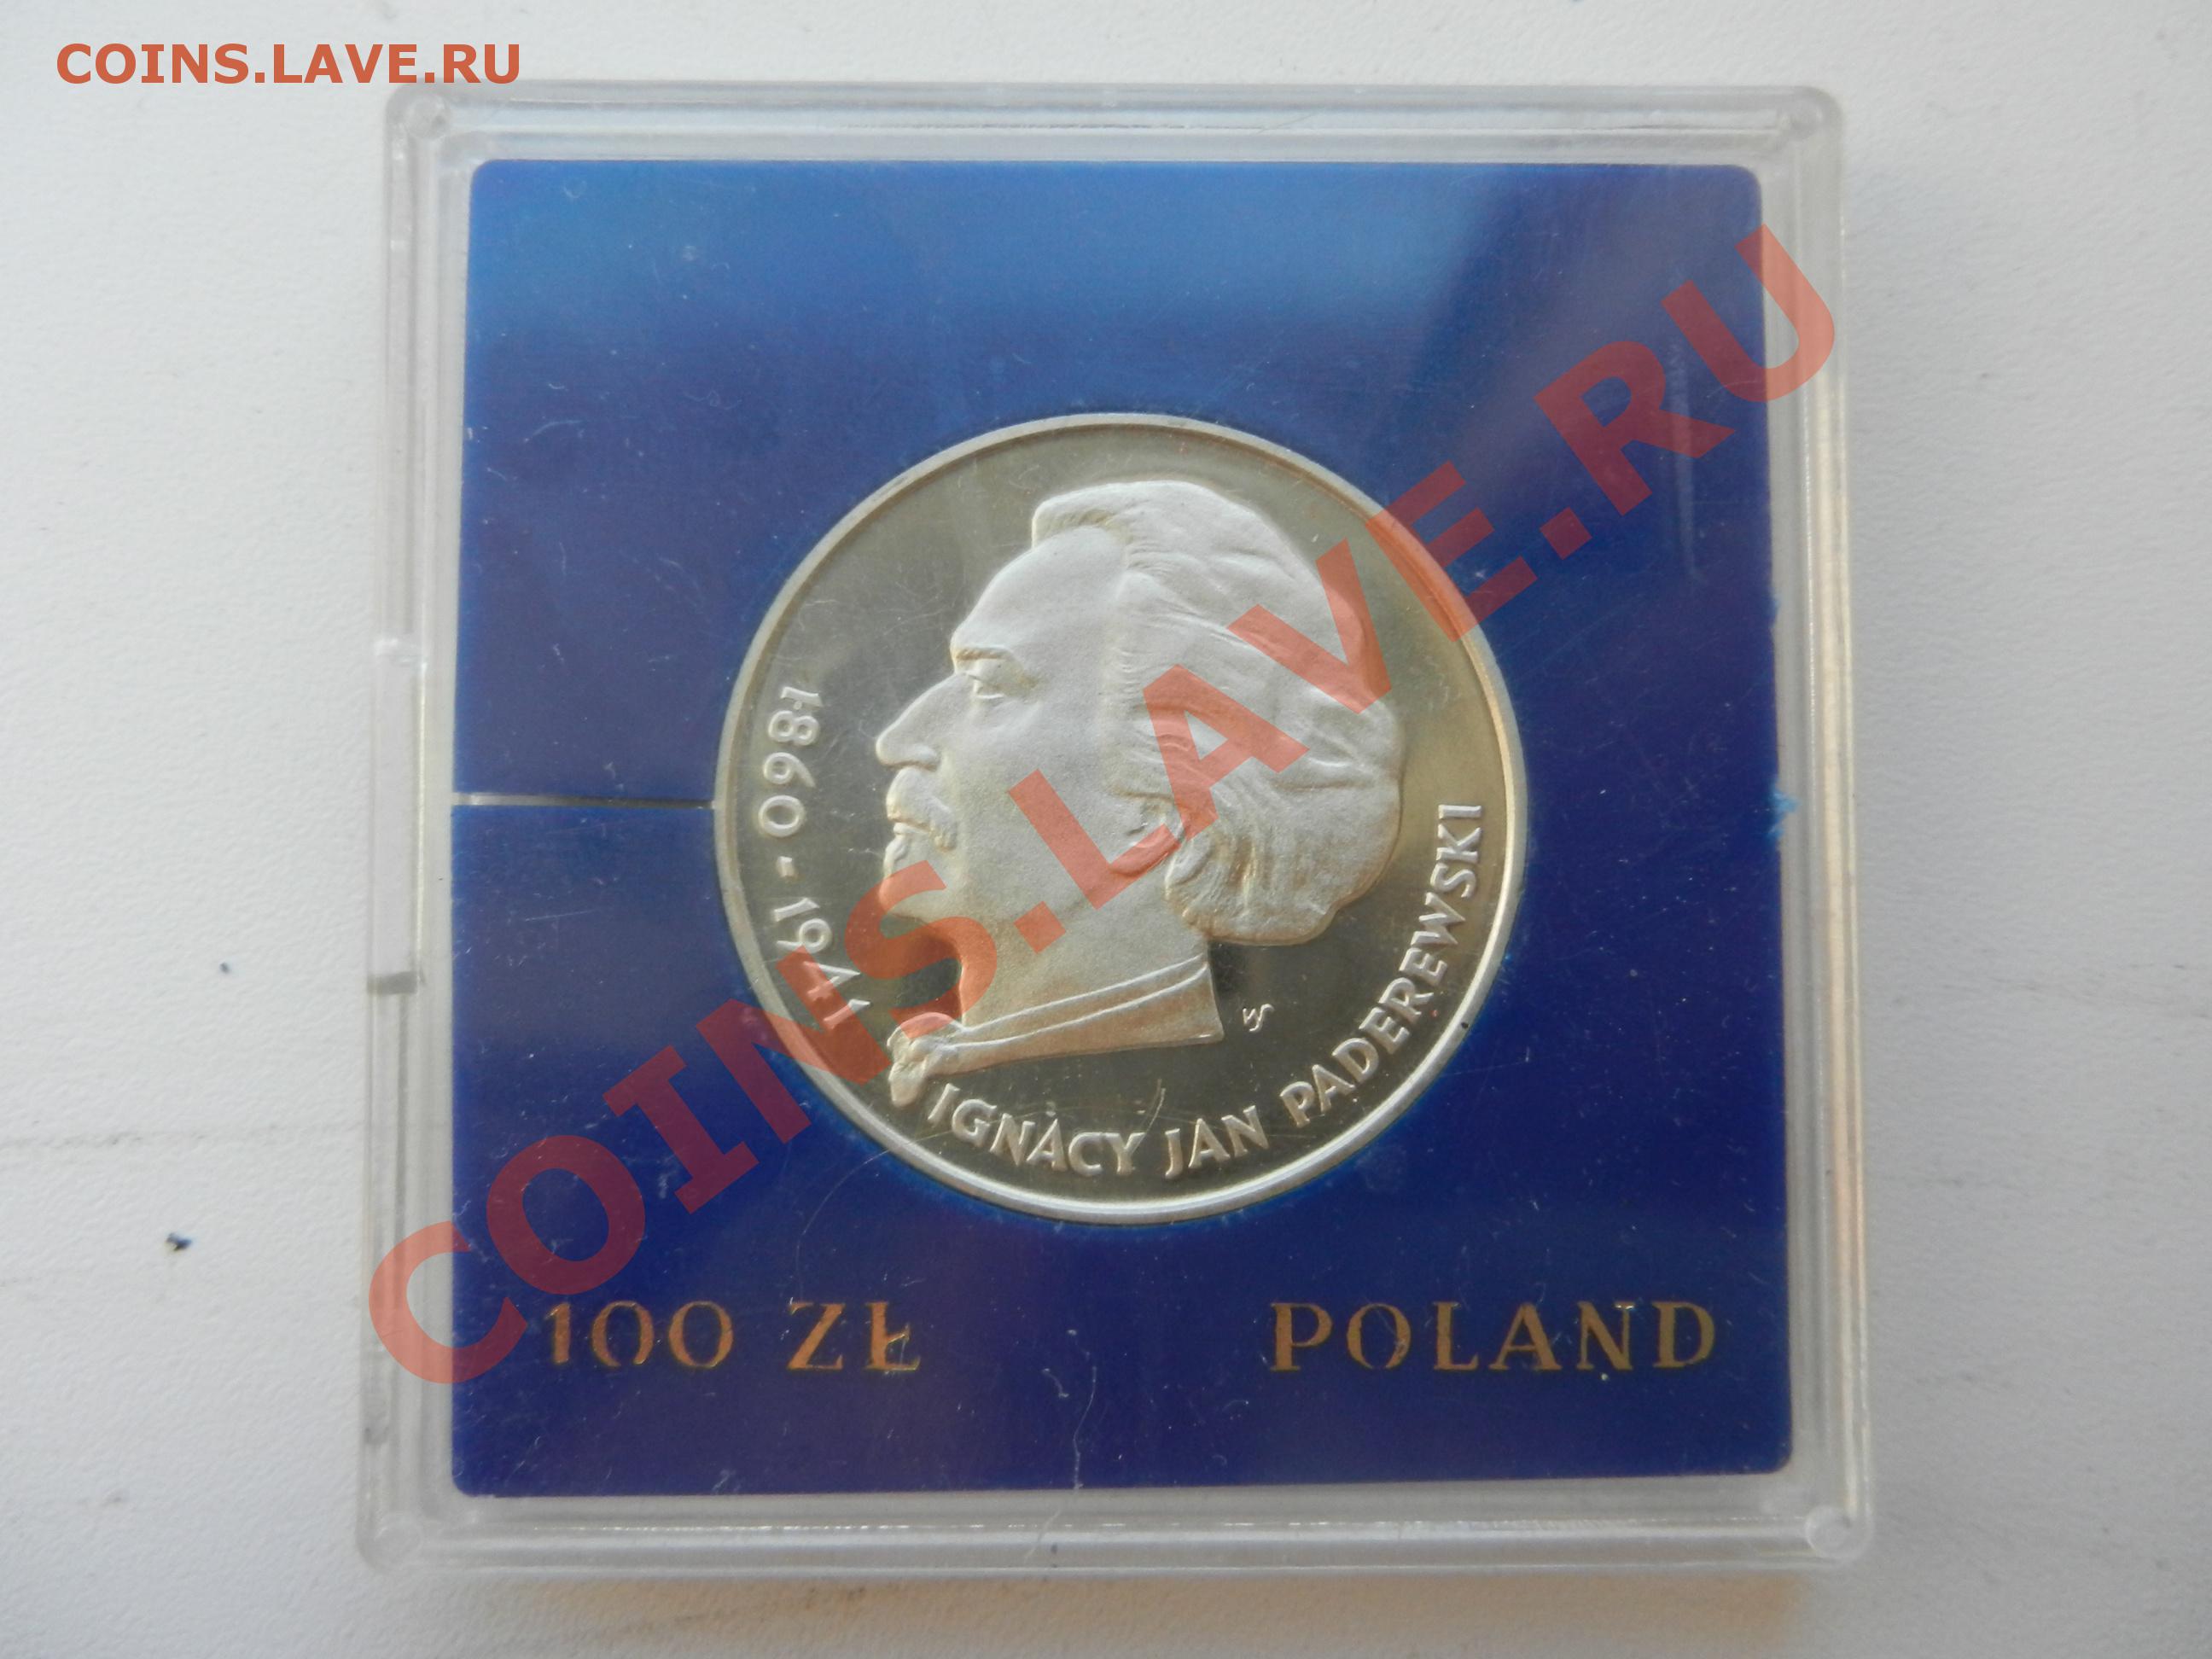 COINS.LAVE.RU
1860-1941
IGNACY JAN PADEREWSKI
COINS.LAVE.RU
100 ZŁ POLAND